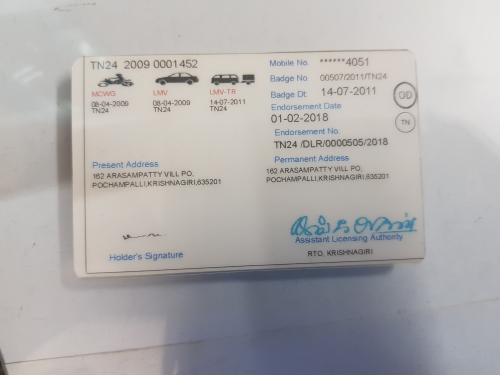 TN24 2009 0001452
Mobile No. ******4051
Badge No 00507/2011/TN24
Badge Dt: 14-07-2011
MCWG LMV LMV-TR
08-04-2009 08-04-2009 14-07-2011
TN24 TN24 TN24
OD
TN
Endorsement Date
01-02-2018
Endorsement No.
TN24 /DLR/0000505/2018
Present Address
162 ARASAMPATTY VILL PO,
POCHAMPALLI,KRISHNAGIRI,635201
Permanent Address
162 ARASAMPATTY VILL PO,
POCHAMPALLI,KRISHNAGIRI,635201
Holder's Signature
Assistant Licensing Authority
RTO, KRISHNAGIRI